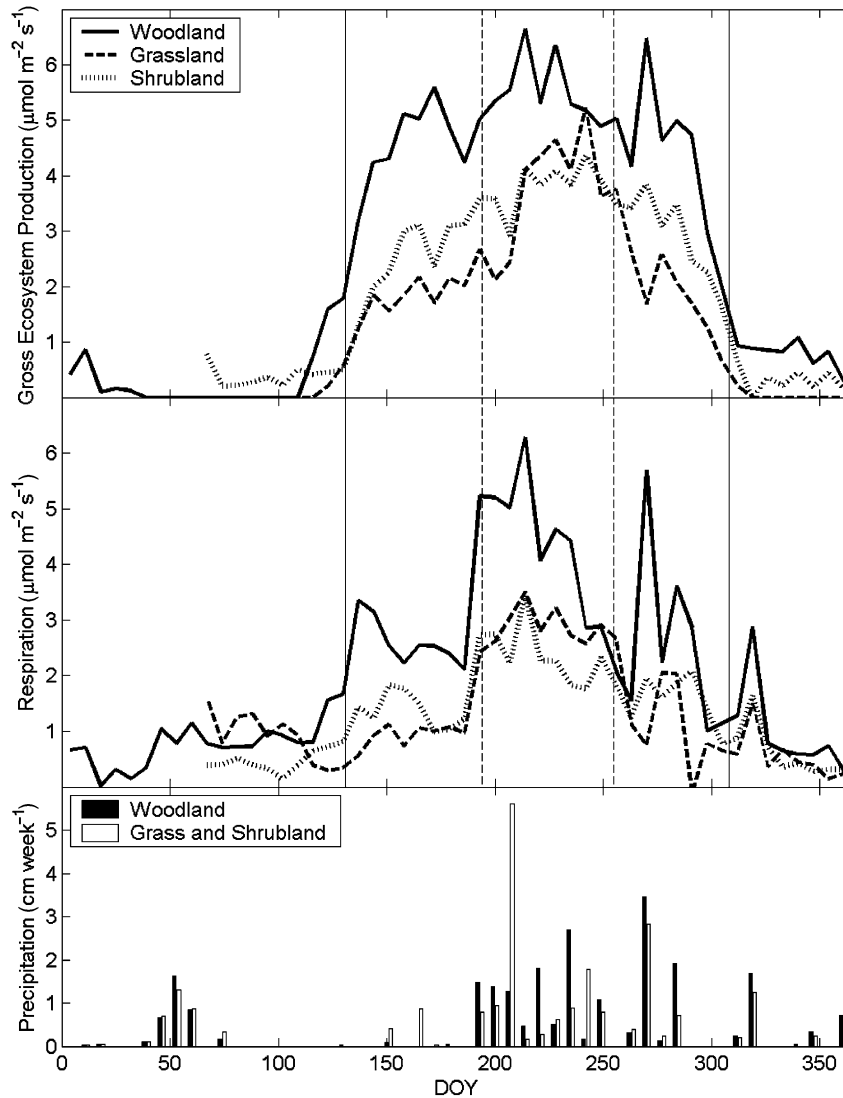 Woodland
Grassland
Shrubland
Gross Ecosystem Production (μmol m⁻² s⁻¹)
6
5
4
3
2
1
Respiration (μmol m⁻² s⁻¹)
6
5
4
3
2
1
Woodland
Grass and Shrubland
Precipitation (cm week⁻¹)
5
4
3
2
1
0
0 50 100 150 200 250 300 350
DOY